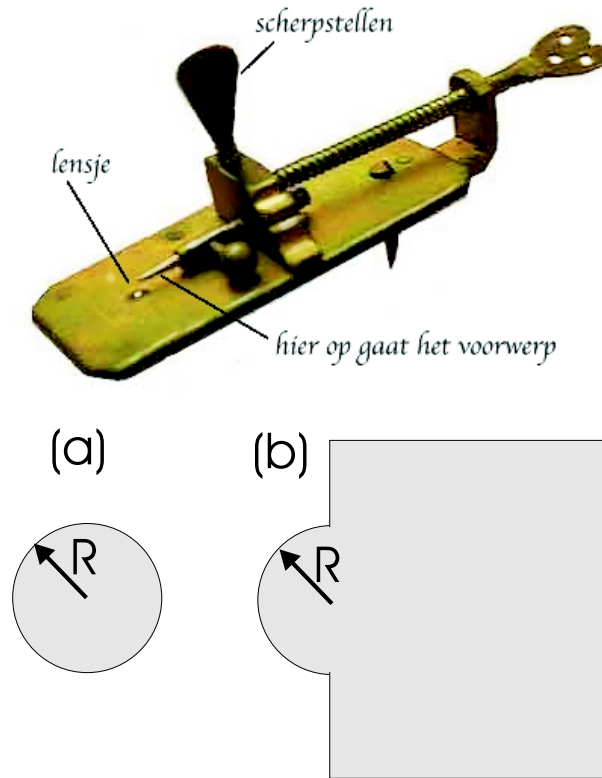 scherpstellen
lensje
hier op gaat het voorwerp
(a)
(b)
R
R